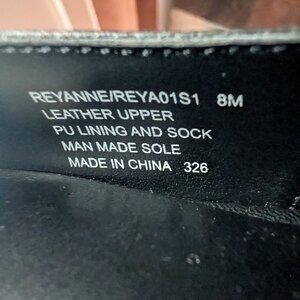 REYANNE/REYA01S1 8M
LEATHER UPPER
PU LINING AND SOCK
MAN MADE SOLE
MADE IN CHINA 326